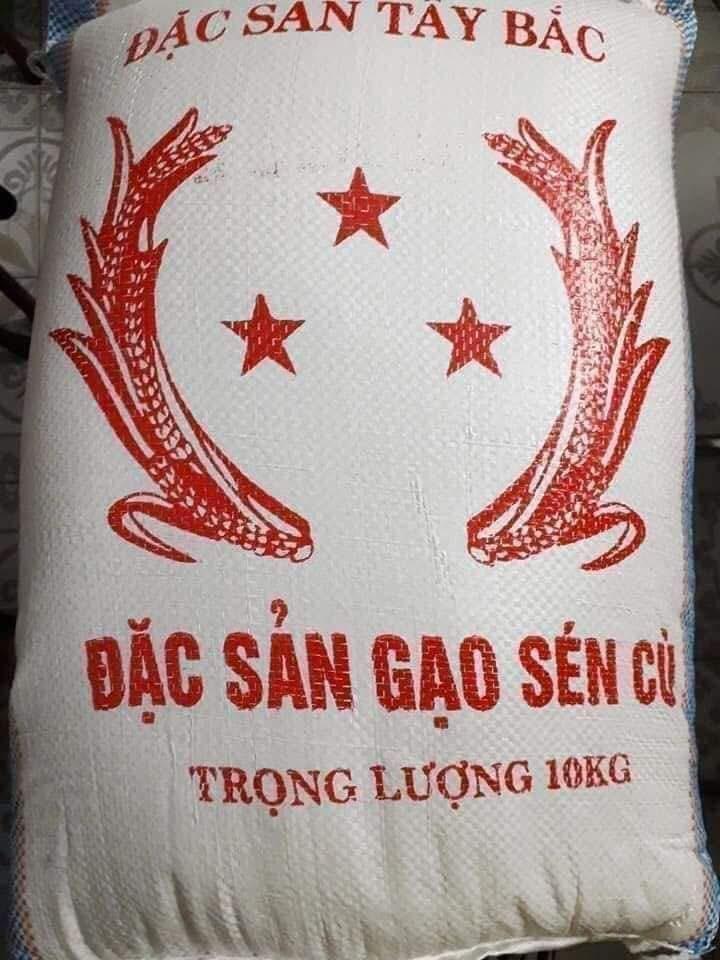 ĐẶC SẢN TÂY BẮC
ĐẶC SẢN GẠO SÉN CÙ
TRỌNG LƯỢNG 10KG